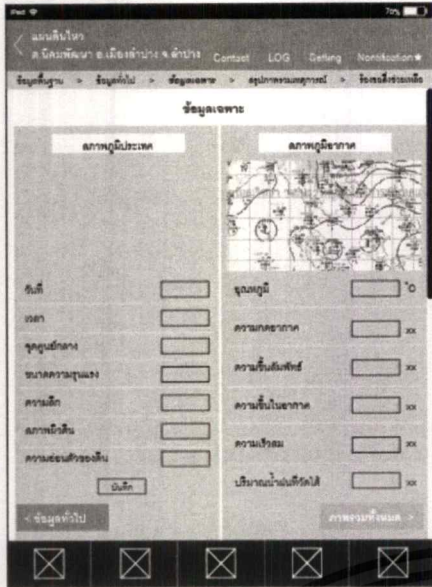 iPad 70%
แผ่นดินไหว
ต.นิคมพัฒนา อ.เมืองลำปาง จ.ลำปาง Contact LOG Setting Nontification★
ข้อมูลพื้นฐาน > ข้อมูลทั่วไป > ข้อมูลเฉพาะ > สรุปภาพรวมเหตุการณ์ > ร้องขอสิ่งช่วยเหลือ
ข้อมูลเฉพาะ
สภาพภูมิประเทศ
วันที่
เวลา
จุดศูนย์กลาง
ขนาดความรุนแรง
ความลึก
สภาพผิวดิน
ความอ่อนตัวของดิน
บันทึก
< ข้อมูลทั่วไป
สภาพภูมิอากาศ
อุณหภูมิ °C
ความกดอากาศ xx
ความชื้นสัมพัทธ์ xx
ความชื้นในอากาศ xx
ความเร็วลม xx
ปริมาณน้ำฝนที่วัดได้ xx
ภาพรวมทั้งหมด >